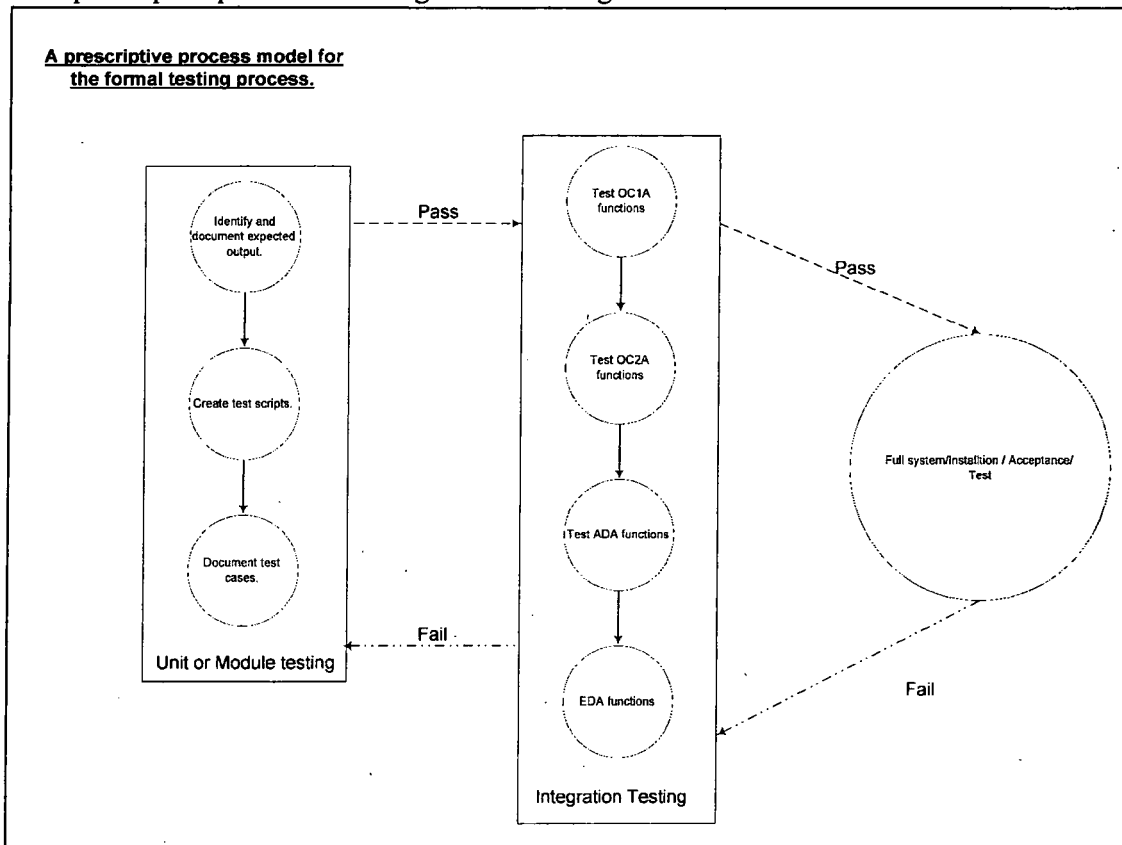 A prescriptive process model for
the formal testing process.
Identify and
document expected
output.
Create test scripts.
Document test
cases.
Unit or Module testing
Pass
Fail
Test OC1A
functions
Test OC2A
functions
Test ADA functions
EDA functions
Integration Testing
Pass
Full system/Installtion / Acceptance/
Test
Fail